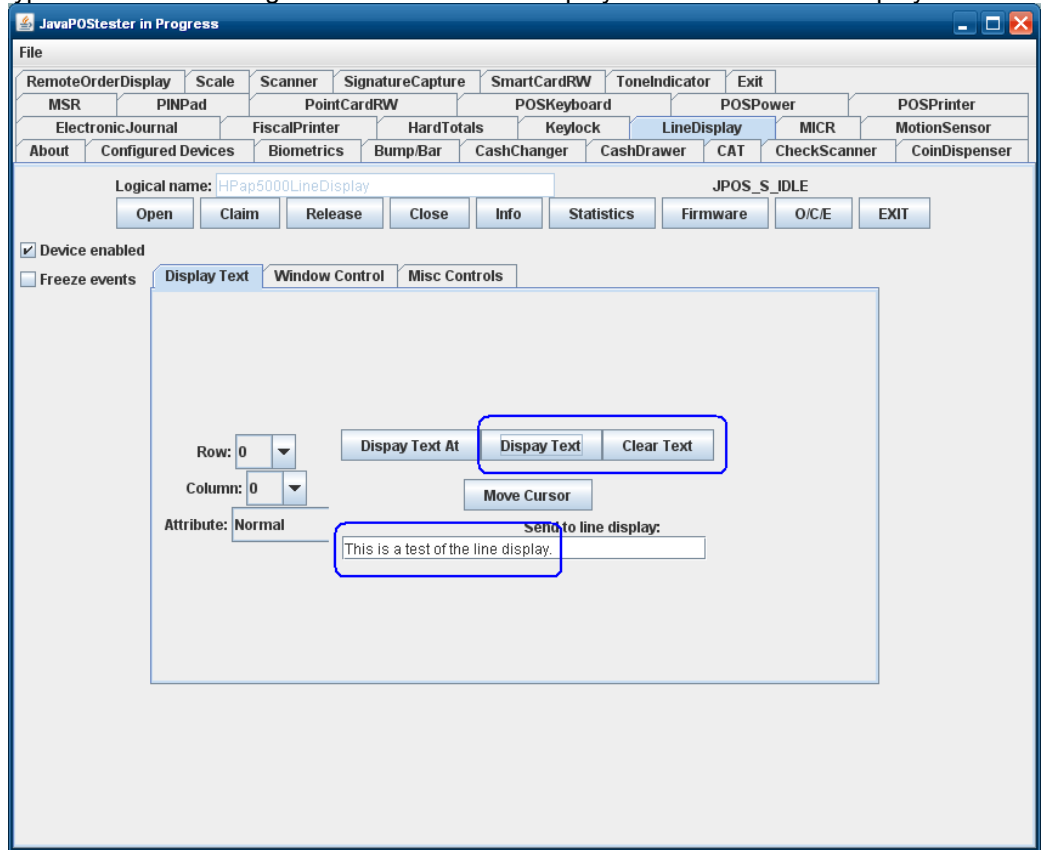 JavaPOStester in Progress
File
RemoteOrderDisplay Scale Scanner SignatureCapture SmartCardRW ToneIndicator Exit
MSR PINPad PointCardRW POSKeyboard POSPower POSPrinter
ElectronicJournal FiscalPrinter HardTotals Keylock LineDisplay MICR MotionSensor
About Configured Devices Biometrics Bump/Bar CashChanger CashDrawer CAT CheckScanner CoinDispenser
Logical name: HPap5000LineDisplay JPOS_S_IDLE
Open Claim Release Close Info Statistics Firmware O/C/E EXIT
Device enabled
Freeze events Display Text Window Control Misc Controls
Row: 0 Dispay Text At Dispay Text Clear Text
Column: 0 Move Cursor
Attribute: Normal Send to line display:
This is a test of the line display.